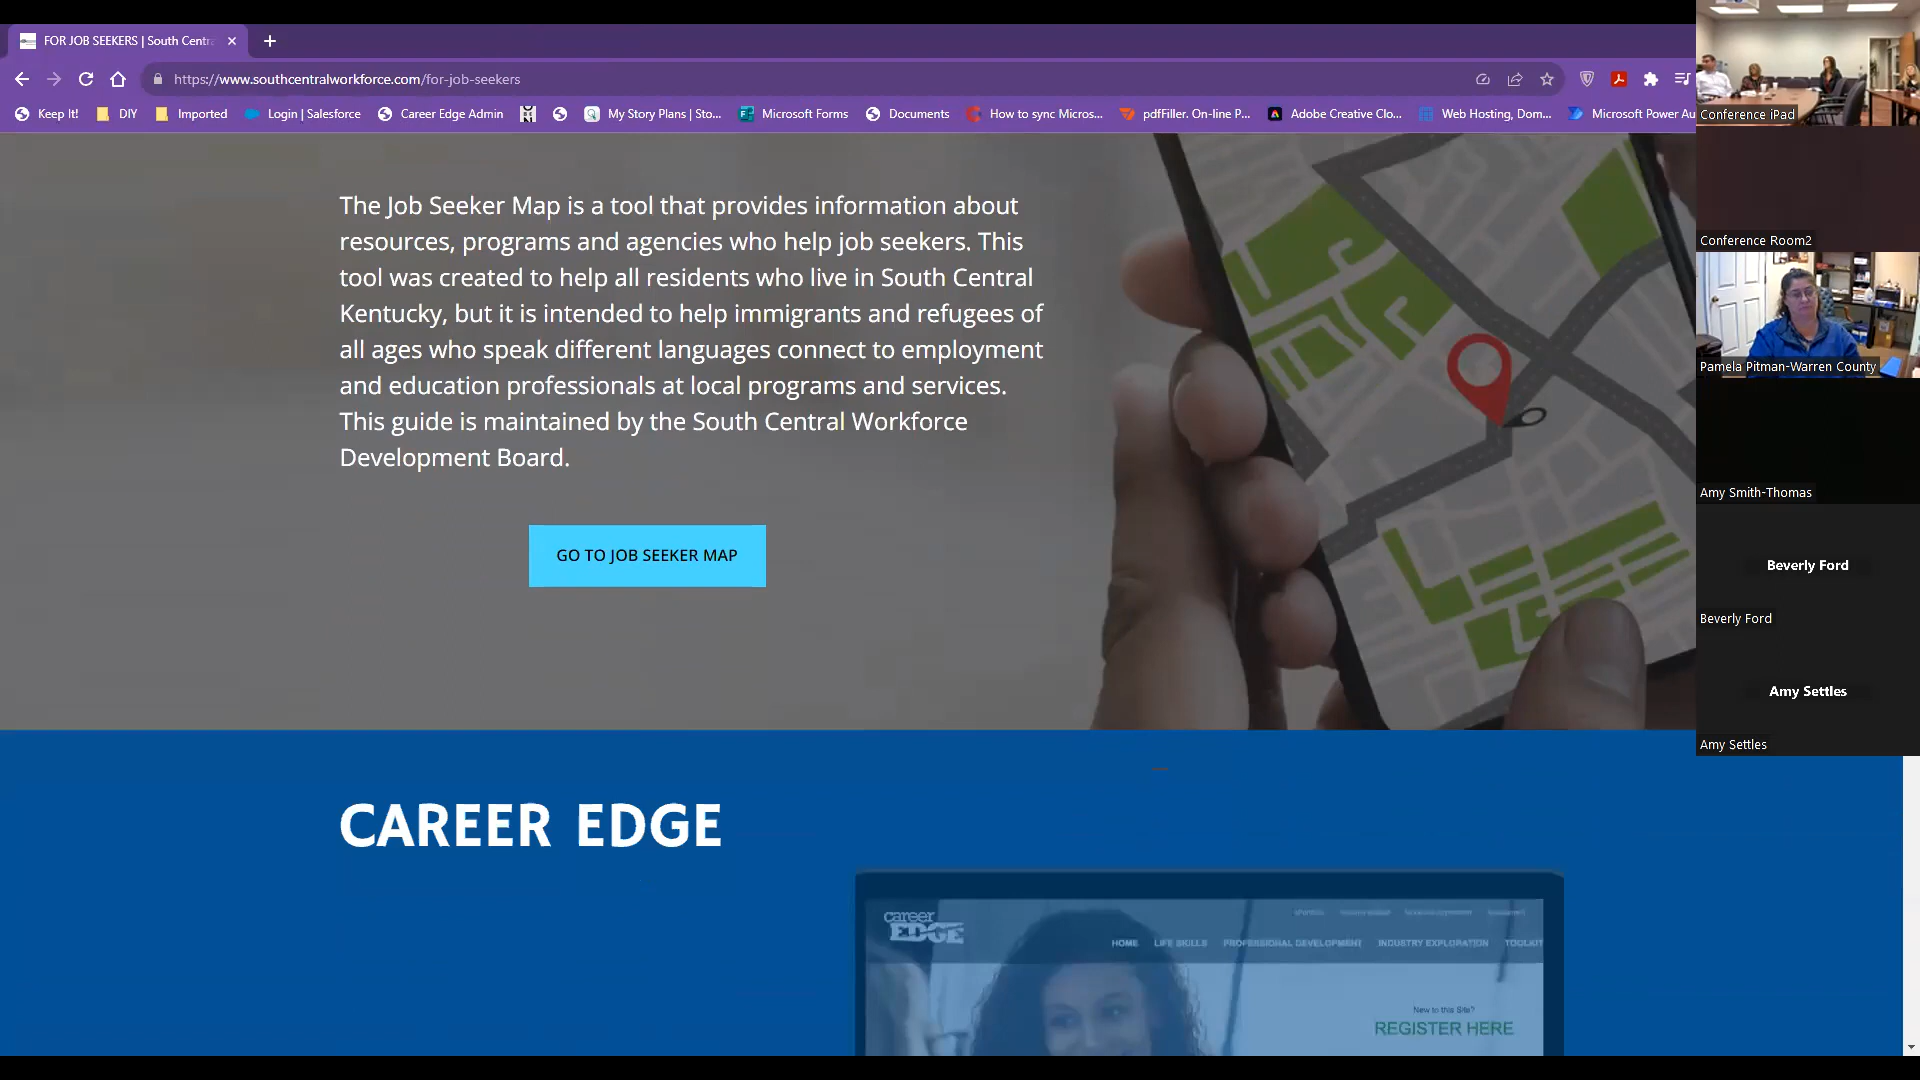 FOR JOB SEEKERS | South Centr
https://www.southcentralworkforce.com/for-job-seekers
Keep It! DIY Imported Login | Salesforce Career Edge Admin My Story Plans | Sto... Microsoft Forms Documents How to sync Micros... pdfFiller. On-line P... Adobe Creative Clo... Web Hosting, Dom... Microsoft Power Au
The Job Seeker Map is a tool that provides information about
resources, programs and agencies who help job seekers. This
tool was created to help all residents who live in South Central
Kentucky, but it is intended to help immigrants and refugees of
all ages who speak different languages connect to employment
and education professionals at local programs and services.
This guide is maintained by the South Central Workforce
Development Board.
GO TO JOB SEEKER MAP
CAREER EDGE
career
EDGE
HOME LIFE SKILLS PROFESSIONAL DEVELOPMENT INDUSTRY EXPLORATION TOOLKIT
New to this Site?
REGISTER HERE
Conference iPad
Conference Room2
Pamela Pitman-Warren County
Amy Smith-Thomas
Beverly Ford
Beverly Ford
Amy Settles
Amy Settles